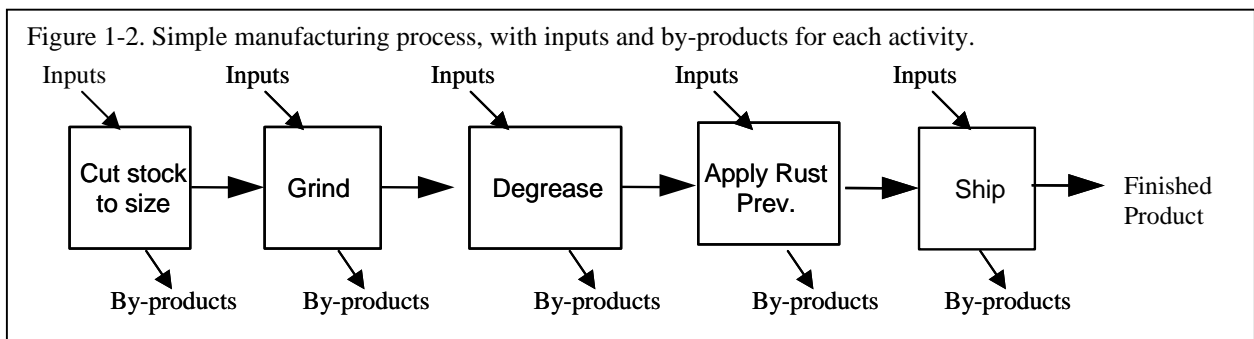 Figure 1-2. Simple manufacturing process, with inputs and by-products for each activity.
Inputs
Inputs
Inputs
Inputs
Inputs
Cut stock
to size
Grind
Degrease
Apply Rust
Prev.
Ship
Finished
Product
By-products
By-products
By-products
By-products
By-products